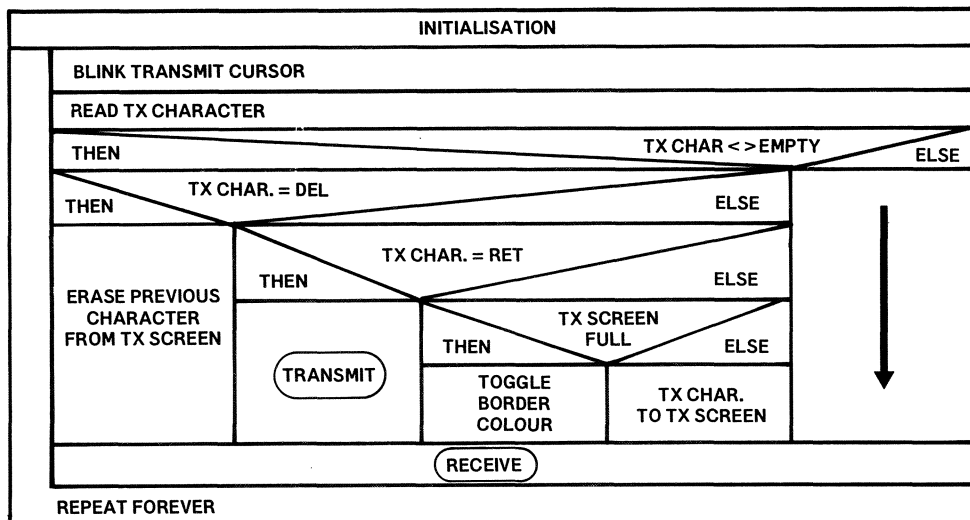 INITIALISATION
BLINK TRANSMIT CURSOR
READ TX CHARACTER
TX CHAR < > EMPTY
THEN
ELSE
TX CHAR. = DEL
THEN
ELSE
TX CHAR. = RET
THEN
ELSE
ERASE PREVIOUS
CHARACTER
FROM TX SCREEN
TX SCREEN
FULL
THEN
ELSE
TRANSMIT
TOGGLE
BORDER
COLOUR
TX CHAR.
TO TX SCREEN
RECEIVE
REPEAT FOREVER